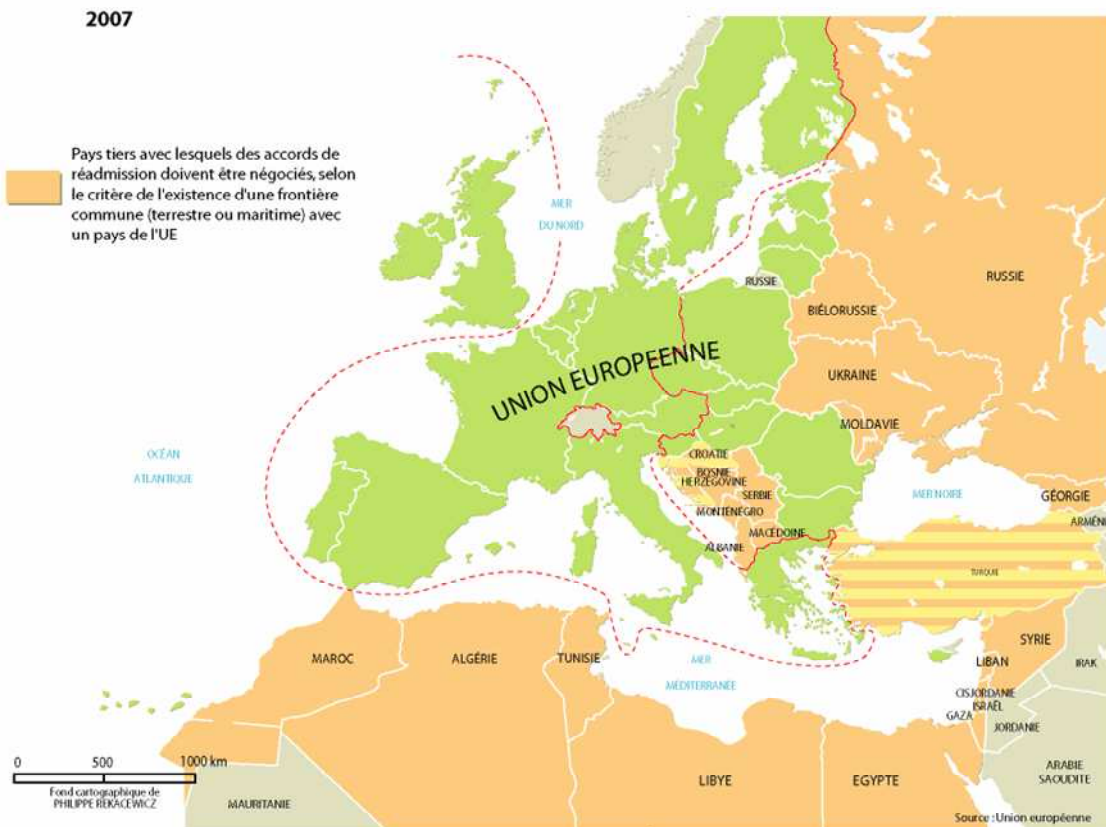 2007
Pays tiers avec lesquels des accords de
réadmission doivent être négociés, selon
le critère de l'existence d'une frontière
commune (terrestre ou maritime) avec
un pays de l'UE
MER
DU NORD
RUSSIE
RUSSIE
BIÉLORUSSIE
UNION EUROPEENNE
UKRAINE
MOLDAVIE
OCÉAN
ATLANTIQUE
CROATIE
BOSNIE
HERZÉGOVINE
SERBIE
MONTÉNÉGRO
MACÉDOINE
ALBANIE
MER NOIRE
GÉORGIE
ARMÉNI
TURQUIE
MAROC
ALGÉRIE
TUNISIE
MER
MÉDITERRANÉE
SYRIE
LIBAN
IRAK
CISJORDANIE
ISRAËL
GAZA
JORDANIE
ARABIE
SAOUDITE
LIBYE
EGYPTE
MAURITANIE
0 500 1000 km
Fond cartographique de
PHILIPPE REKACEWICZ
Source : Union européenne